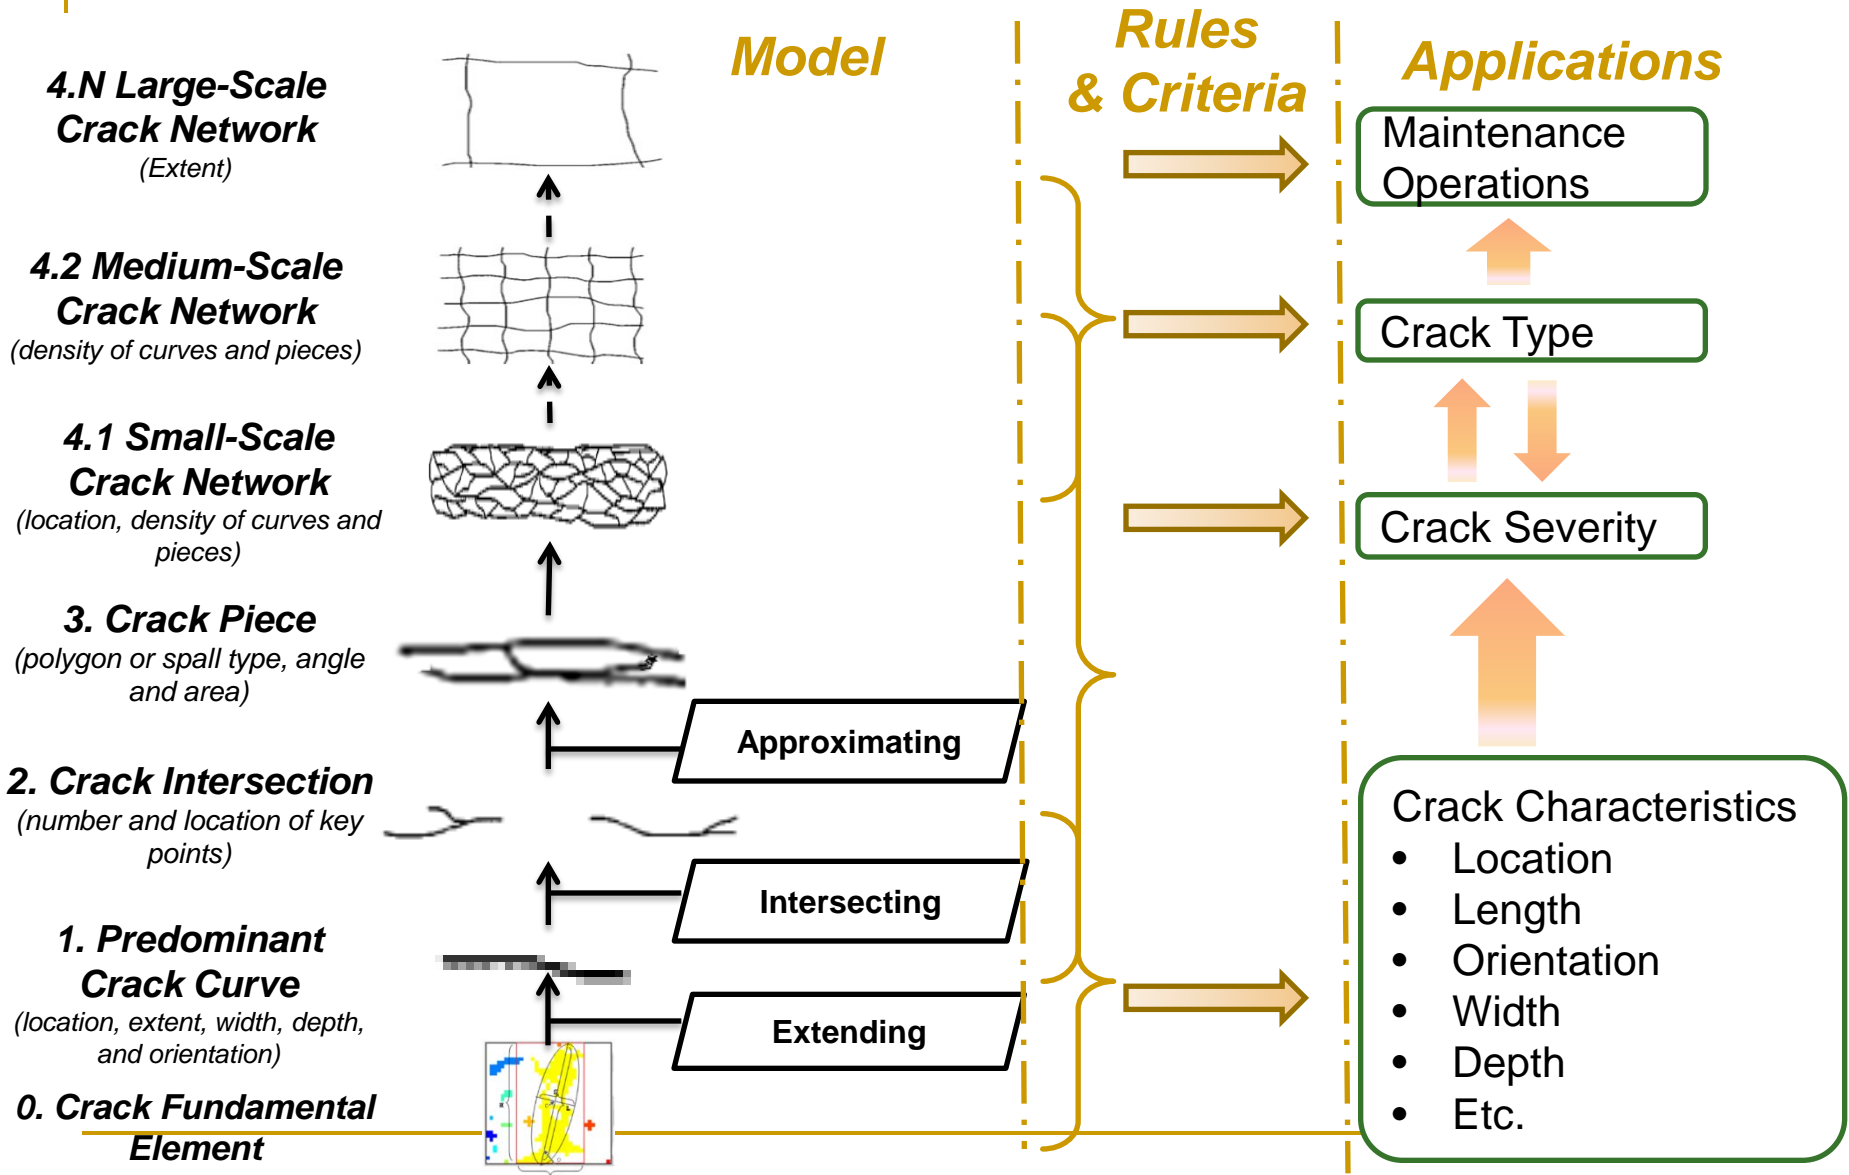 Model
Rules
& Criteria
Applications
4.N Large-Scale
Crack Network
(Extent)
4.2 Medium-Scale
Crack Network
(density of curves and pieces)
4.1 Small-Scale
Crack Network
(location, density of curves and
pieces)
3. Crack Piece
(polygon or spall type, angle
and area)
2. Crack Intersection
(number and location of key
points)
1. Predominant
Crack Curve
(location, extent, width, depth,
and orientation)
0. Crack Fundamental
Element
Approximating
Intersecting
Extending
Maintenance
Operations
Crack Type
Crack Severity
Crack Characteristics
• Location
• Length
• Orientation
• Width
• Depth
• Etc.